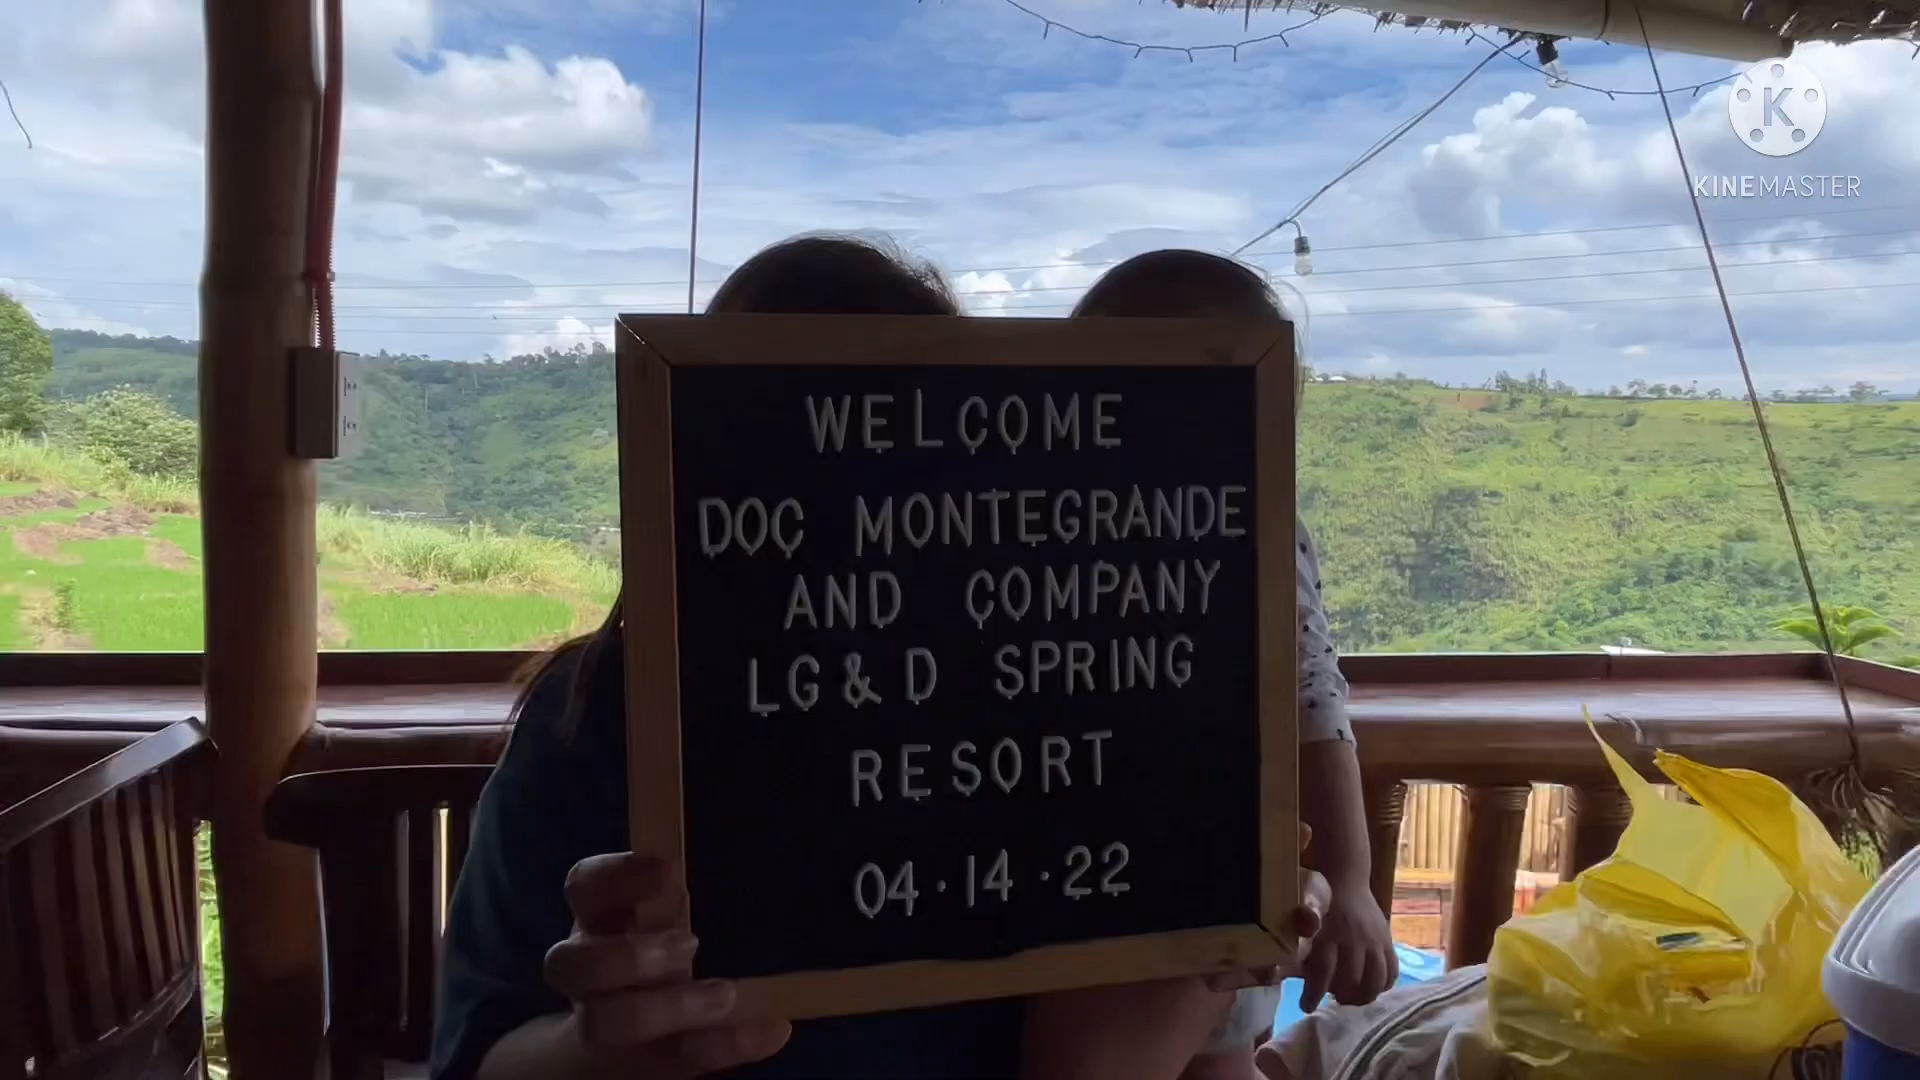 K
KINEMASTER
WELCOME
DOC MONTEGRANDE
AND COMPANY
LG&D SPRING
RESORT
04.14.22